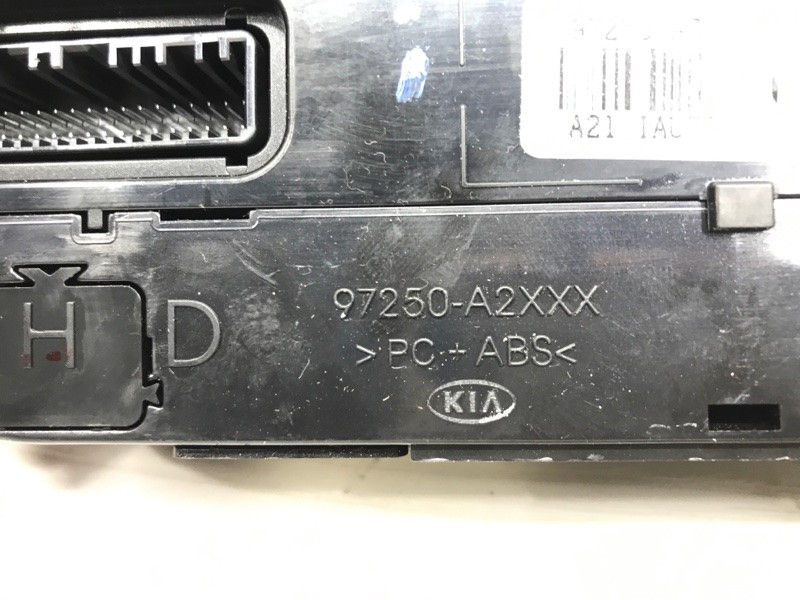 A21
H
D
97250-A2XXX
>PC+ABS<
KIA